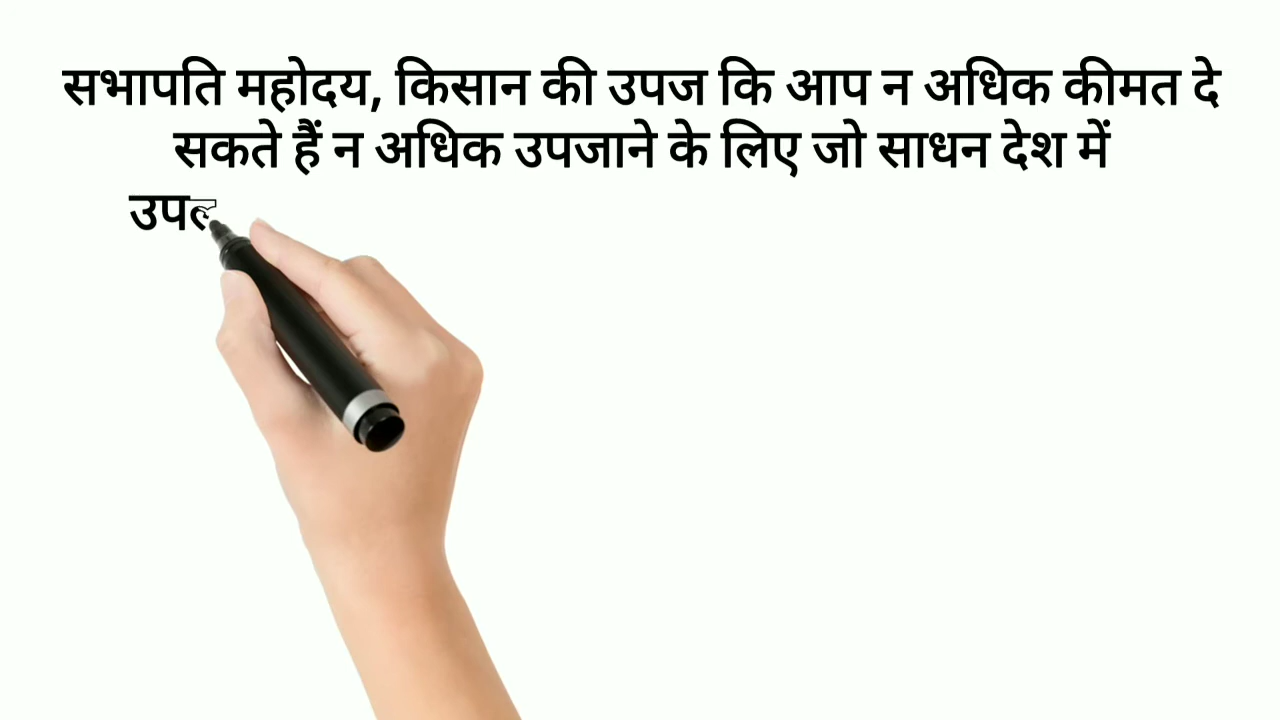 सभापति महोदय, किसान की उपज कि आप न अधिक कीमत दे
सकते हैं न अधिक उपजाने के लिए जो साधन देश में